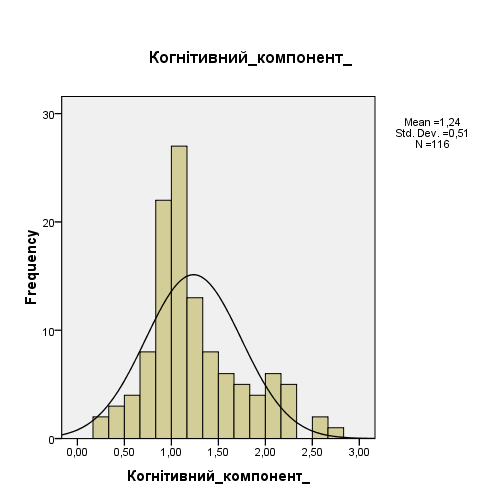 Когнітивний_компонент_
Mean =1,24
Std. Dev. =0,51
N =116
Frequency
30
20
10
0
0,00 0,50 1,00 1,50 2,00 2,50 3,00
Когнітивний_компонент_